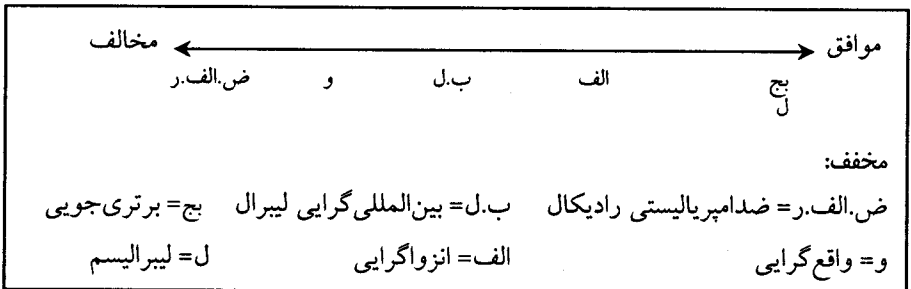 موافق مخالف
بج الف ب.ل و ض.الف.ر
ل
مخفف:
ض.الف.ر= ضدامپریالیستی رادیکال ب.ل= بین‌المللی‌گرایی لیبرال بج= برتری‌جویی
و= واقع‌گرایی الف= انزواگرایی ل= لیبرالیسم